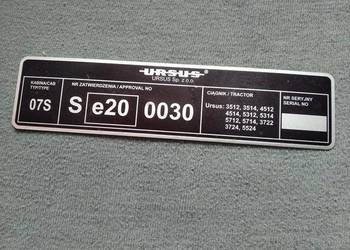 URSUS
URSUS Sp. z o.o.
KABINA/CAB
TYP/TYPE
07S
NR ZATWIERDZENIA / APPROVAL NO
S e20 0030
CIĄGNIK / TRACTOR
Ursus: 3512, 3514, 4512
4514, 5312, 5314
5712, 5714, 3722
3724, 5524
NR SERYJNY
SERIAL NO